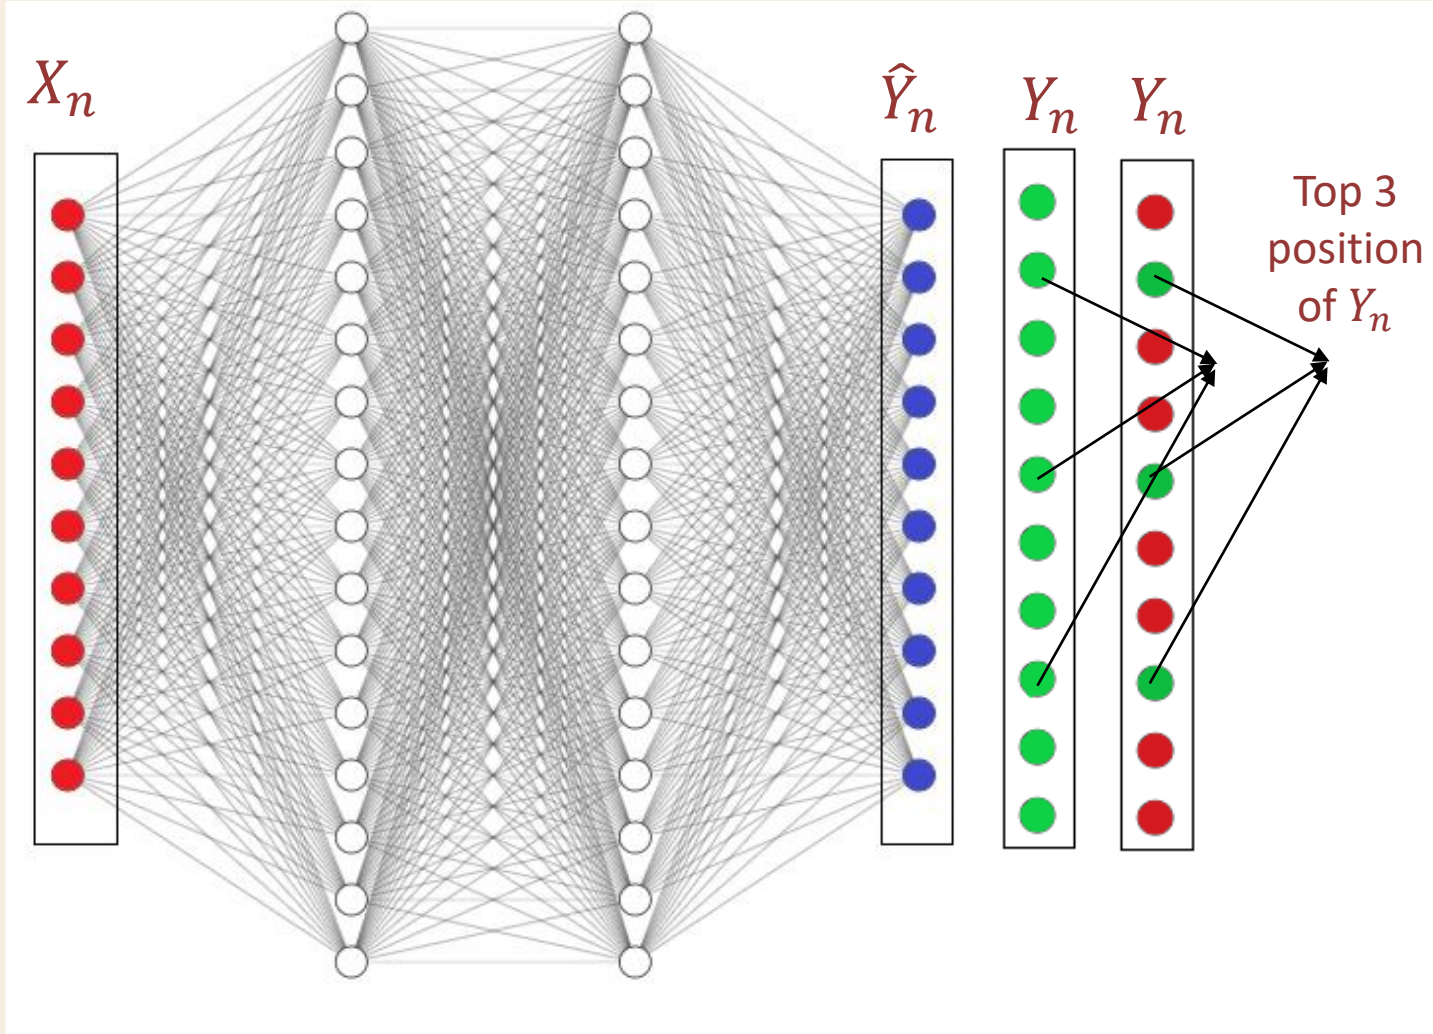 Xₙ
Ŷₙ
Yₙ
Yₙ
Top 3
position
of Yₙ